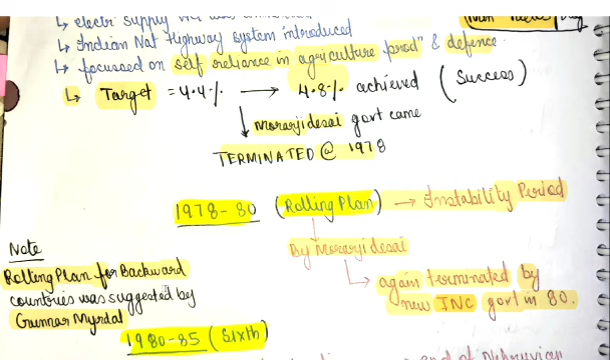 ↳ Indian Nat Highway system introduced
↳ focussed on self reliance in agriculture prodⁿ & defence.
↳ Target = 4.4% → 4.8% achieved (Success)
↓ Morarji desai govt came
TERMINATED @ 1978
1978-80 (Rolling Plan) → Instability Period
↓
By Morarji desai
↳ again terminated by
new INC govt in 80.
Note
Rolling Plan for Backward
countries was suggested by
Gunnar Myrdal
1980-85 (Sixth)